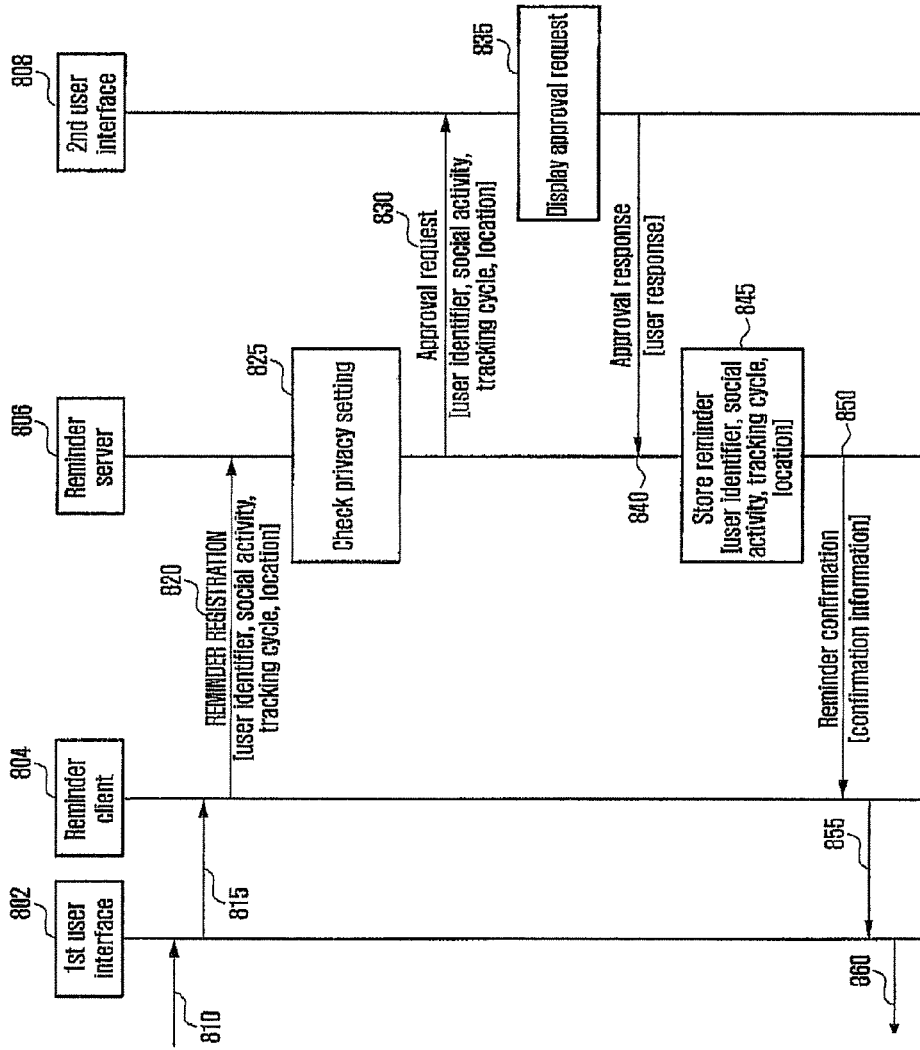 802
1st user
interface
804
Reminder
client
806
Reminder
server
808
2nd user
interface
810
815
820
REMINDER REGISTRATION
[user identifier, social activity,
tracking cycle, location]
825
Check privacy setting
830
Approval request
[user identifier, social activity,
tracking cycle, location]
835
Display approval request
Approval response
[user response]
840
845
Store reminder
[user identifier, social
activity, tracking cycle,
location]
850
Reminder confirmation
[confirmation information]
855
860